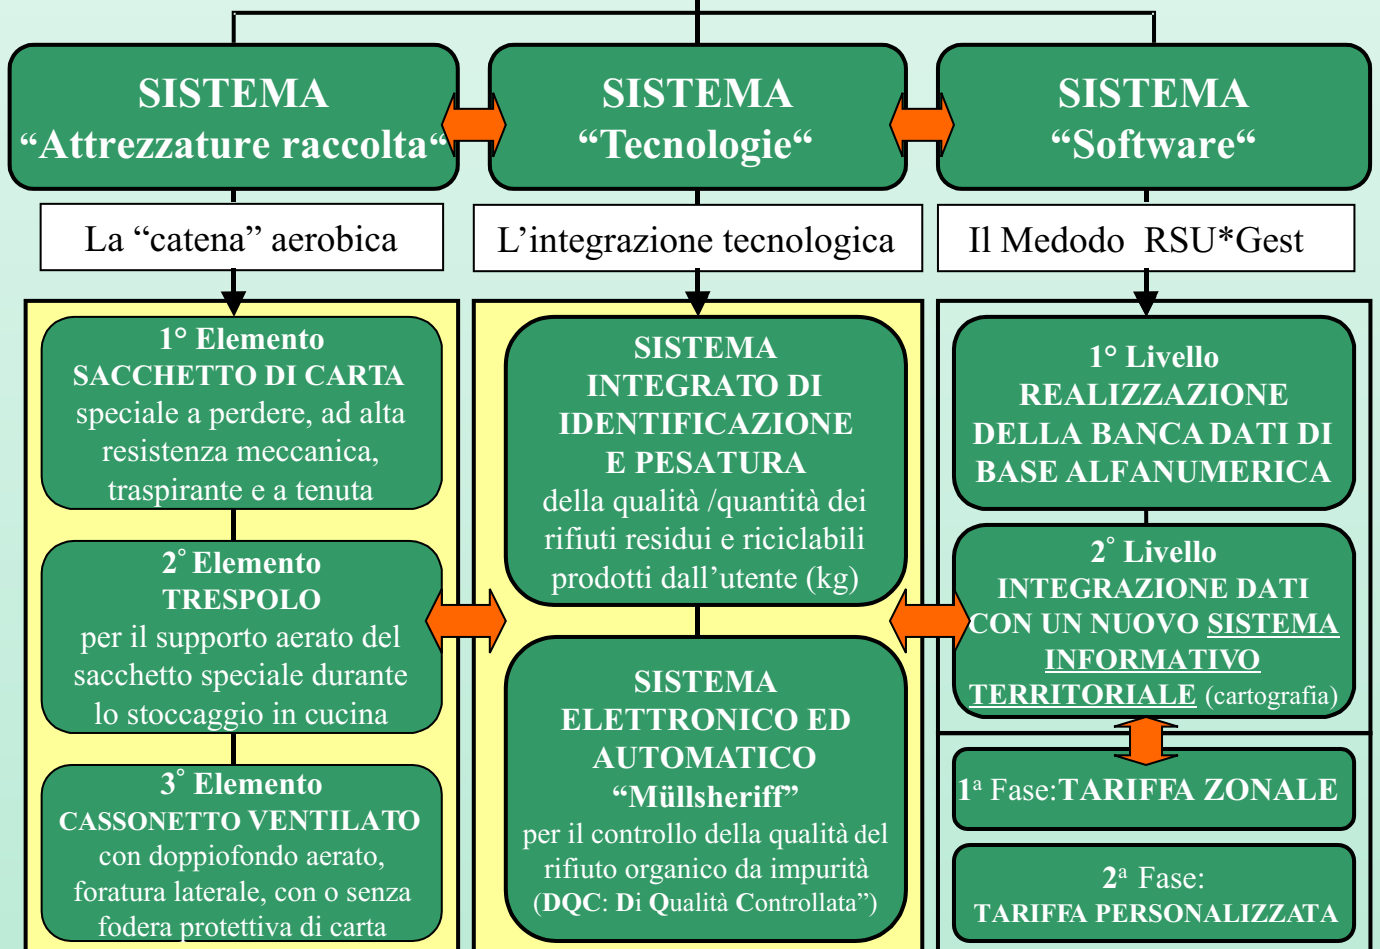 SISTEMA
“Attrezzature raccolta“
SISTEMA
“Tecnologie“
SISTEMA
“Software“
La “catena” aerobica
L’integrazione tecnologica
Il Medodo RSU*Gest
1° Elemento
SACCHETTO DI CARTA
speciale a perdere, ad alta
resistenza meccanica,
traspirante e a tenuta
2° Elemento
TRESPOLO
per il supporto aerato del
sacchetto speciale durante
lo stoccaggio in cucina
3° Elemento
CASSONETTO VENTILATO
con doppiofondo aerato,
foratura laterale, con o senza
fodera protettiva di carta
SISTEMA
INTEGRATO DI
IDENTIFICAZIONE
E PESATURA
della qualità /quantità dei
rifiuti residui e riciclabili
prodotti dall’utente (kg)
SISTEMA
ELETTRONICO ED
AUTOMATICO
“Müllsheriff”
per il controllo della qualità del
rifiuto organico da impurità
(DQC: Di Qualità Controllata”)
1° Livello
REALIZZAZIONE
DELLA BANCA DATI DI
BASE ALFANUMERICA
2° Livello
INTEGRAZIONE DATI
CON UN NUOVO SISTEMA
INFORMATIVO
TERRITORIALE (cartografia)
1ª Fase:TARIFFA ZONALE
2ª Fase:
TARIFFA PERSONALIZZATA